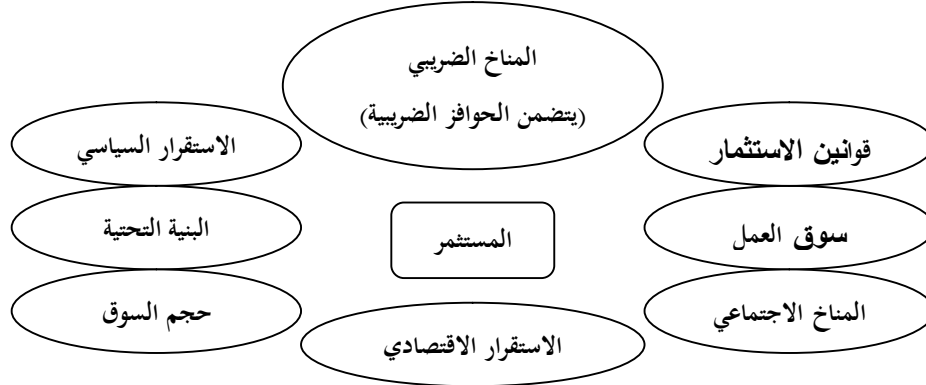 المناخ الضريبي
(يتضمن الحوافز الضريبية)
قوانين الاستثمار
الاستقرار السياسي
سوق العمل
المستثمر
البنية التحتية
المناخ الاجتماعي
حجم السوق
الاستقرار الاقتصادي